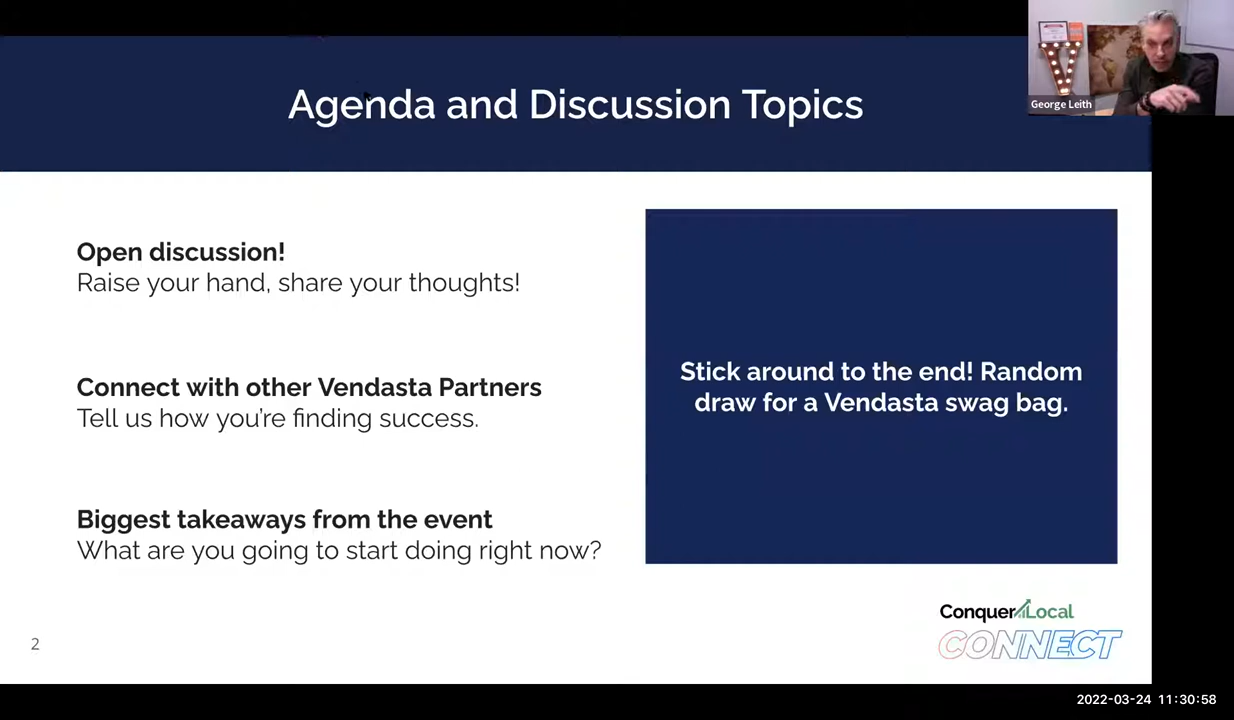 Agenda and Discussion Topics
George Leith
Open discussion!
Raise your hand, share your thoughts!
Connect with other Vendasta Partners
Tell us how you're finding success.
Biggest takeaways from the event
What are you going to start doing right now?
Stick around to the end! Random
draw for a Vendasta swag bag.
Conquer Local
CONNECT
2
2022-03-24 11:30:58